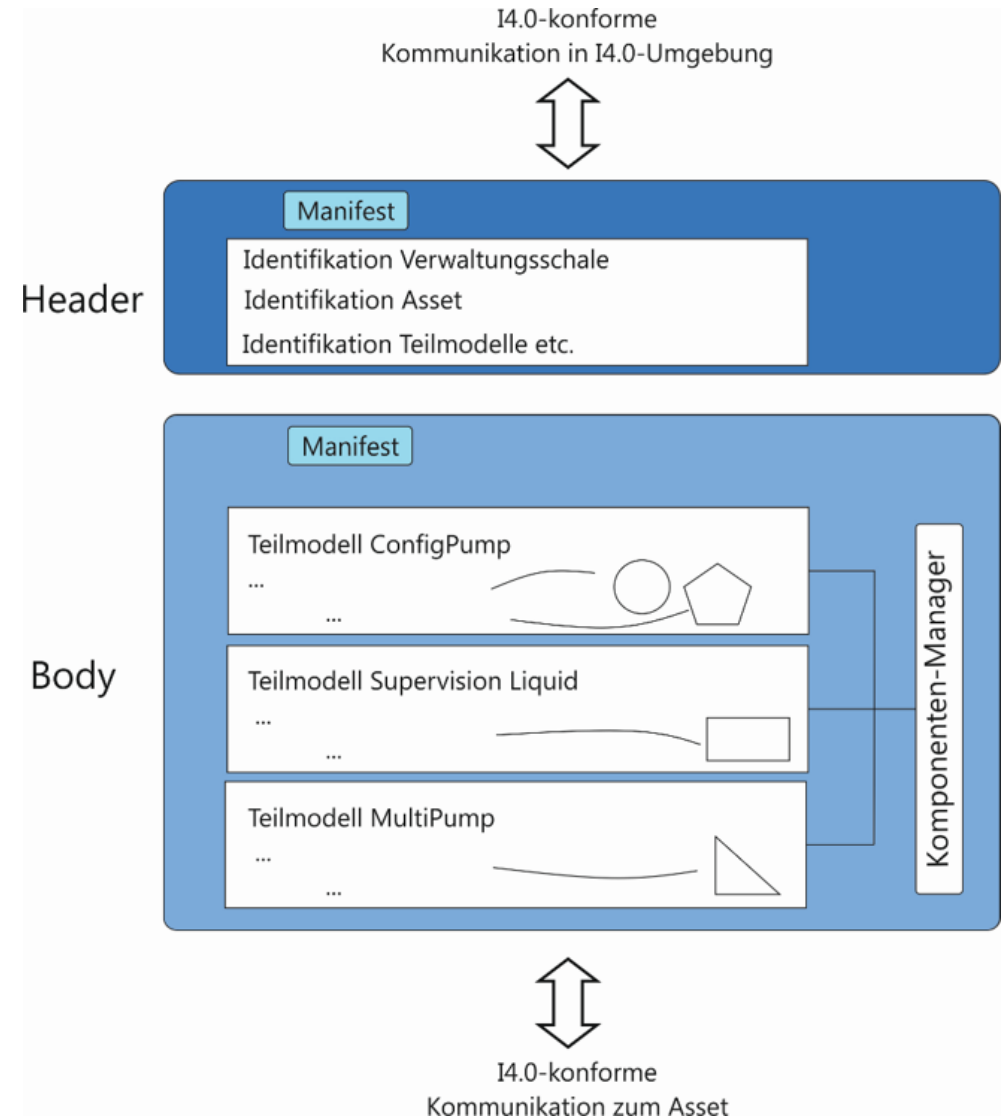 I4.0-konforme
Kommunikation in I4.0-Umgebung
Manifest
Header
Identifikation Verwaltungsschale
Identifikation Asset
Identifikation Teilmodelle etc.
Manifest
Body
Teilmodell ConfigPump
...
...
Teilmodell Supervision Liquid
...
...
Teilmodell MultiPump
...
...
Komponenten-Manager
I4.0-konforme
Kommunikation zum Asset